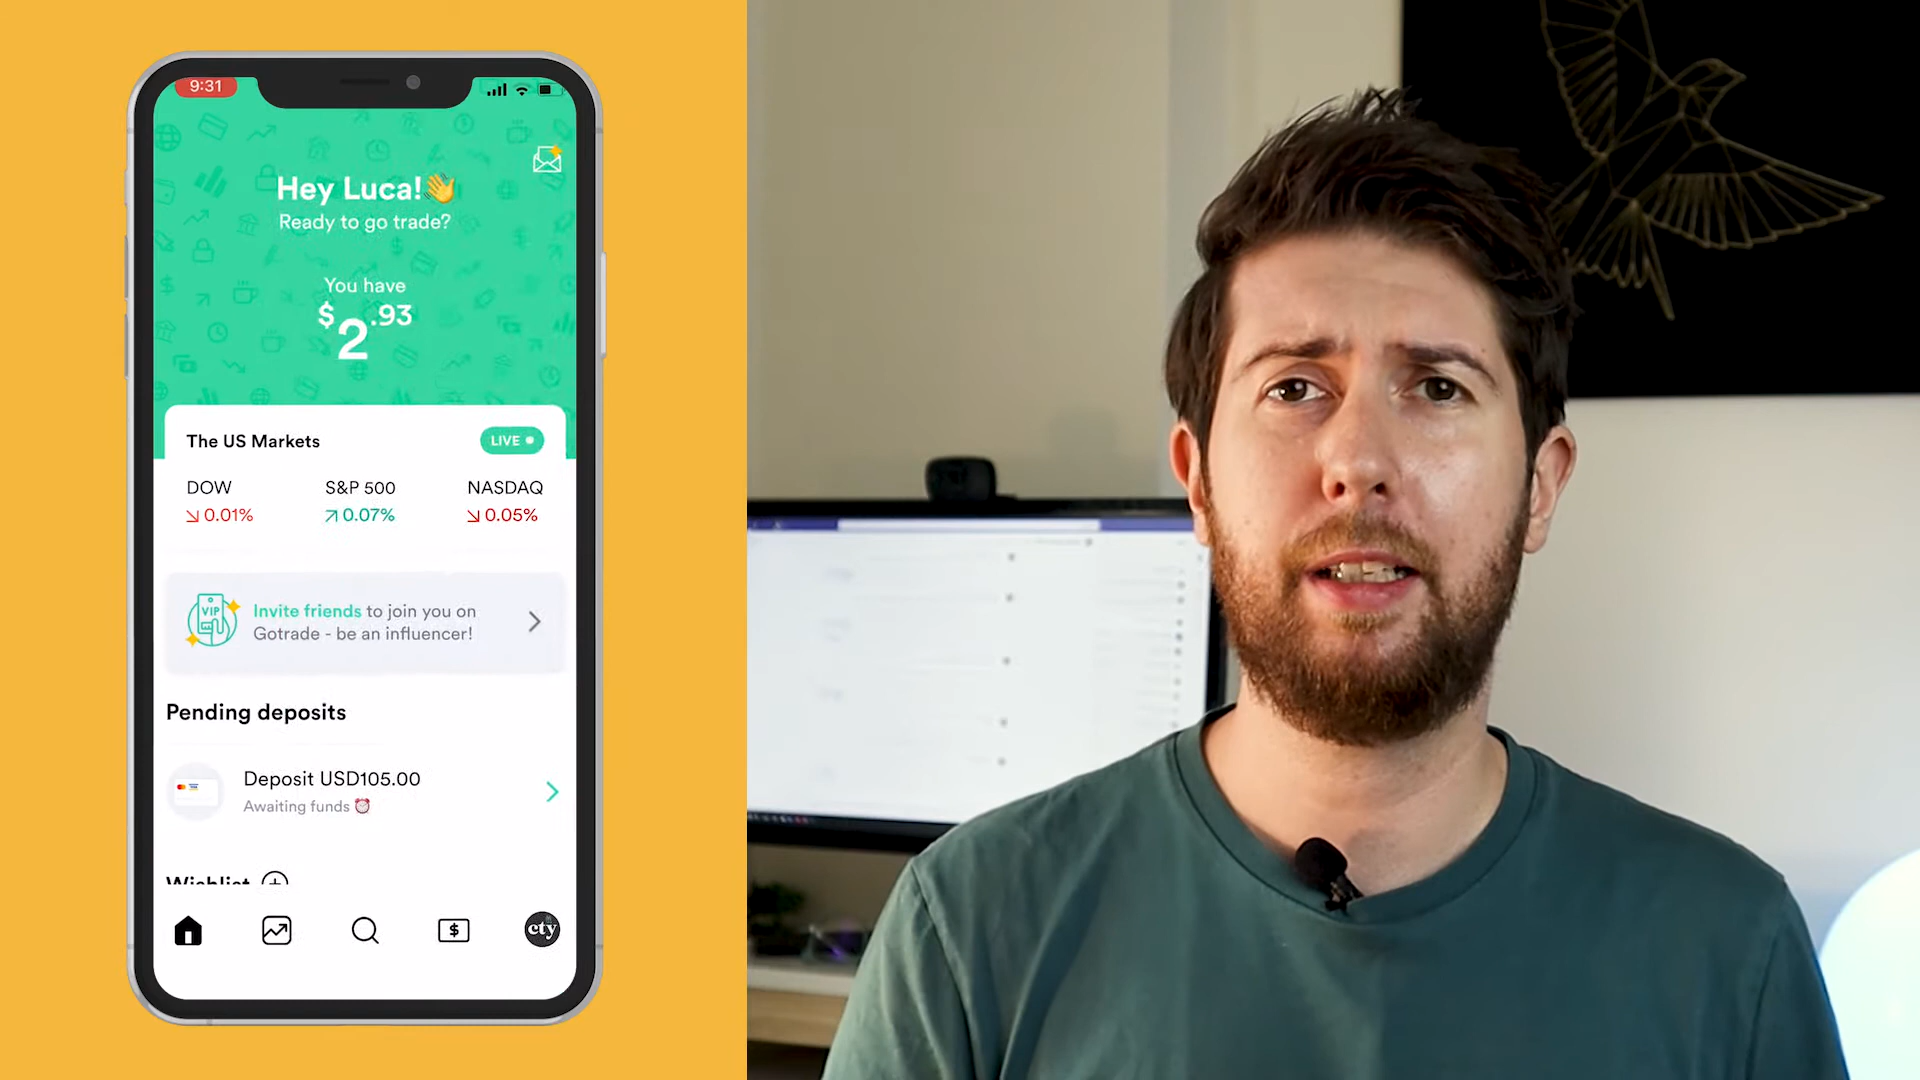 9:31
Hey Luca!👋
Ready to go trade?
You have
$2.93
The US Markets
LIVE
DOW
S&P 500
NASDAQ
0.01%
0.07%
0.05%
VIP
Invite friends to join you on
Gotrade - be an influencer!
Pending deposits
Deposit USD105.00
Awaiting funds ⏰
Wishlist
$
cty